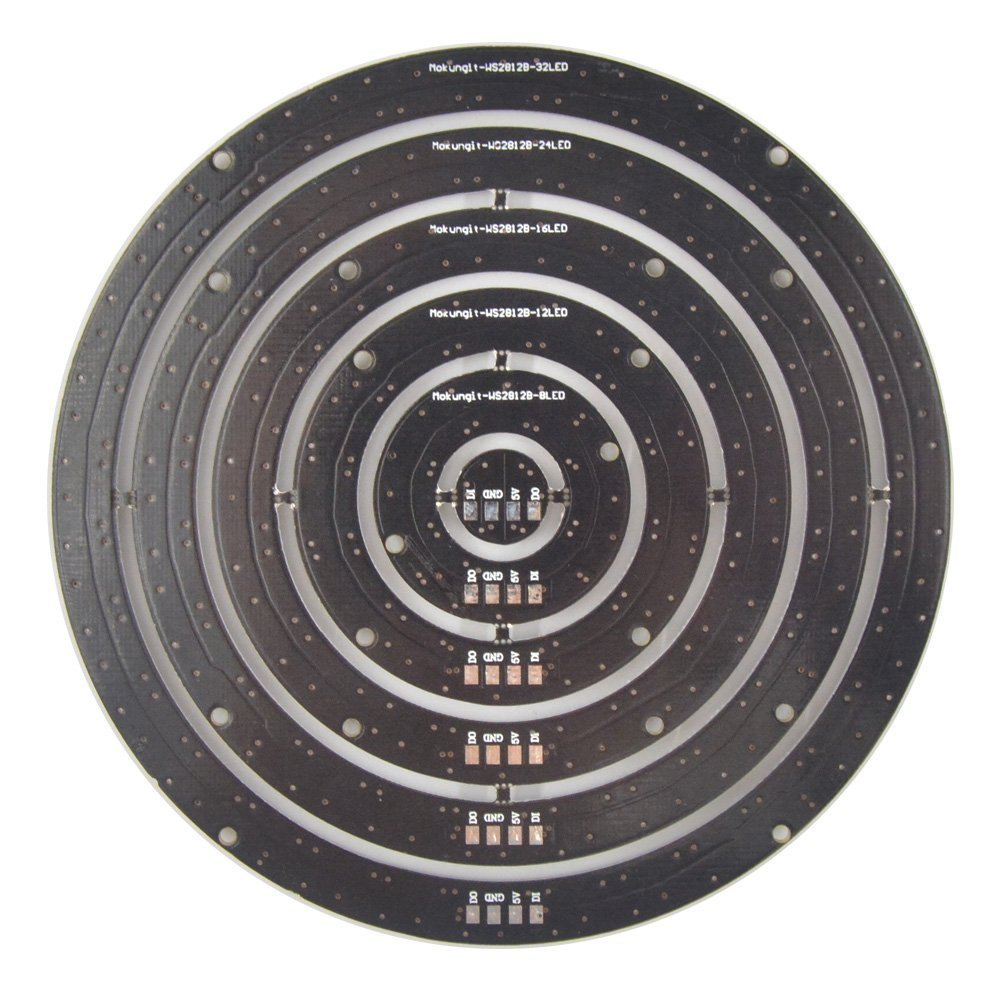 Mokungit-WS2812B-32LED
Mokungit-WS2812B-24LED
Mokungit-WS2812B-16LED
Mokungit-WS2812B-12LED
Mokungit-WS2812B-8LED
DI GND 5V DO
DO GND 5V DI
DO GND 5V DI
DO GND 5V DI
DO GND 5V DI
DO GND 5V DI